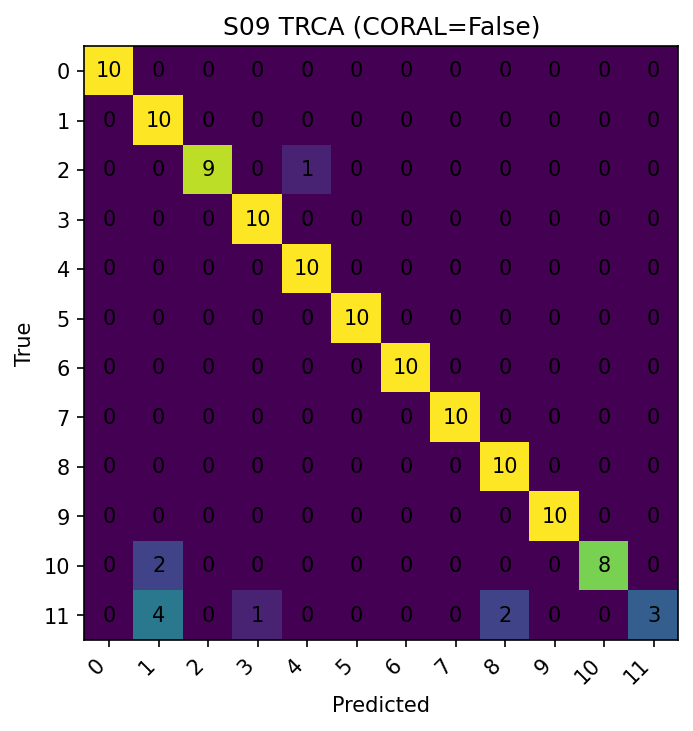 S09 TRCA (CORAL=False)
0 10 0 0 0 0 0 0 0 0 0 0 0
1 0 10 0 0 0 0 0 0 0 0 0 0
2 0 0 9 0 1 0 0 0 0 0 0 0
3 0 0 0 10 0 0 0 0 0 0 0 0
4 0 0 0 0 10 0 0 0 0 0 0 0
5 0 0 0 0 0 10 0 0 0 0 0 0
6 0 0 0 0 0 0 10 0 0 0 0 0
7 0 0 0 0 0 0 0 10 0 0 0 0
8 0 0 0 0 0 0 0 0 10 0 0 0
9 0 0 0 0 0 0 0 0 0 10 0 0
10 0 2 0 0 0 0 0 0 0 0 8 0
11 0 4 0 1 0 0 0 0 2 0 0 3
True
0 1 2 3 4 5 6 7 8 9 10 11
Predicted